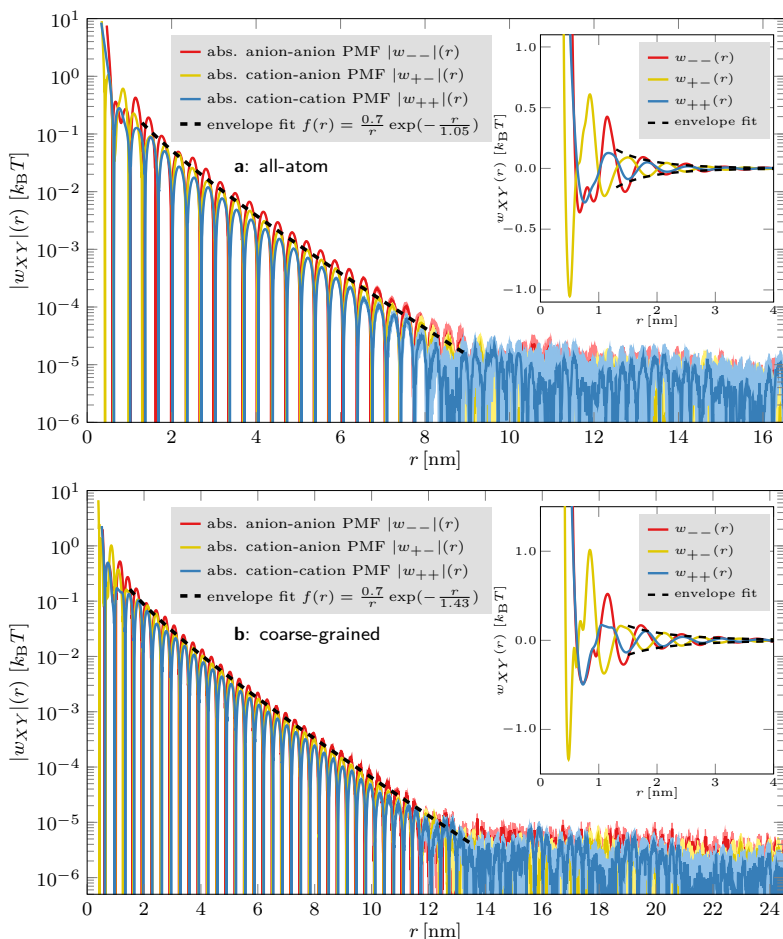 10^1
10^0
10^−1
10^−2
10^−3
10^−4
10^−5
10^−6
|w_XY|(r) [k_BT]
abs. anion-anion PMF |w_−−|(r)
abs. cation-anion PMF |w_+−|(r)
abs. cation-cation PMF |w_++|(r)
envelope fit f(r) = 0.7/r exp(−r/1.05)
a: all-atom
1.0
0.5
0.0
−0.5
−1.0
w_XY(r) [k_BT]
w_−−(r)
w_+−(r)
w_++(r)
envelope fit
0 1 2 3 4
r [nm]
0 2 4 6 8 10 12 14 16
r [nm]
10^1
10^0
10^−1
10^−2
10^−3
10^−4
10^−5
10^−6
|w_XY|(r) [k_BT]
abs. anion-anion PMF |w_−−|(r)
abs. cation-anion PMF |w_+−|(r)
abs. cation-cation PMF |w_++|(r)
envelope fit f(r) = 0.7/r exp(−r/1.43)
b: coarse-grained
1.0
0.0
−1.0
w_XY(r) [k_BT]
w_−−(r)
w_+−(r)
w_++(r)
envelope fit
0 1 2 3 4
r [nm]
0 2 4 6 8 10 12 14 16 18 20 22 24
r [nm]